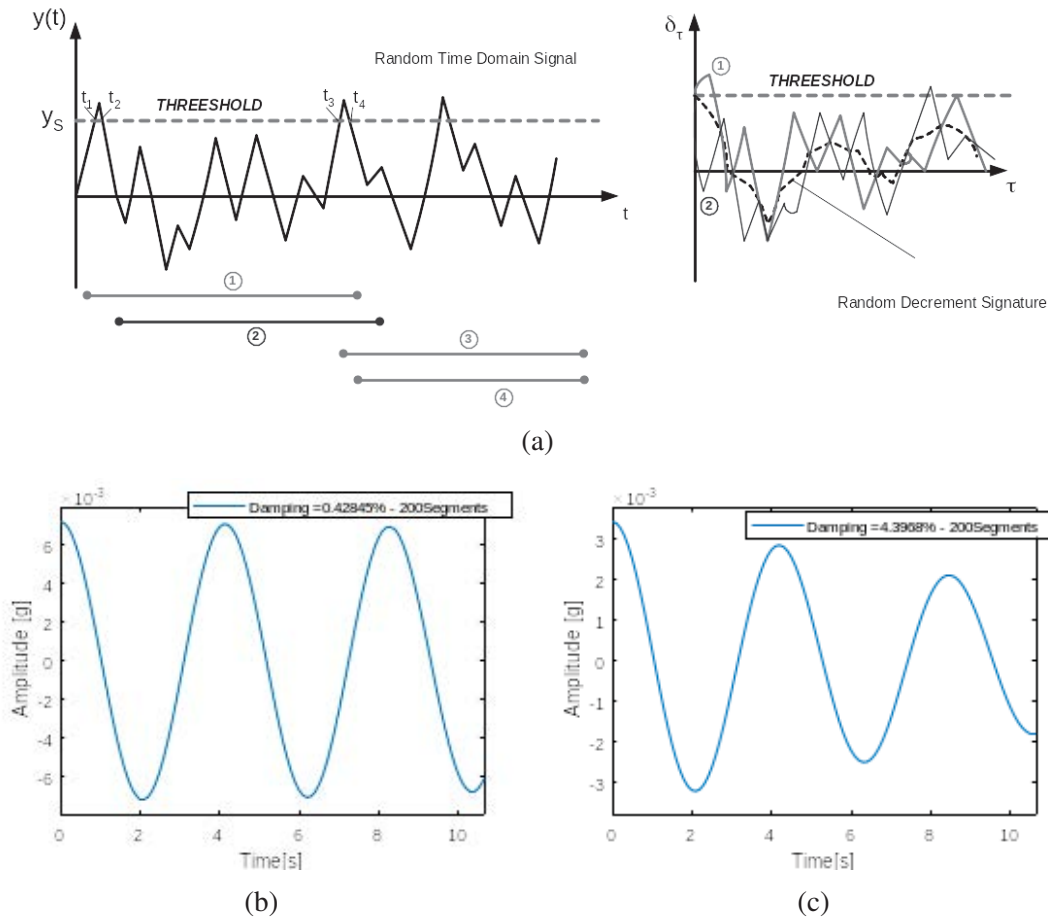 y(t)
Random Time Domain Signal
t1 t2
THREESHOLD
t3 t4
yS
t
①
②
③
④
δτ
①
THREESHOLD
②
τ
Random Decrement Signature
(a)
× 10-3
Damping =0.42845% - 200Segments
6
4
2
0
-2
-4
-6
Amplitude [g]
0 2 4 6 8 10
Time[s]
(b)
× 10-3
Damping =4.3968% - 200Segments
3
2
1
0
-1
-2
-3
Amplitude [g]
0 2 4 6 8 10
Time[s]
(c)